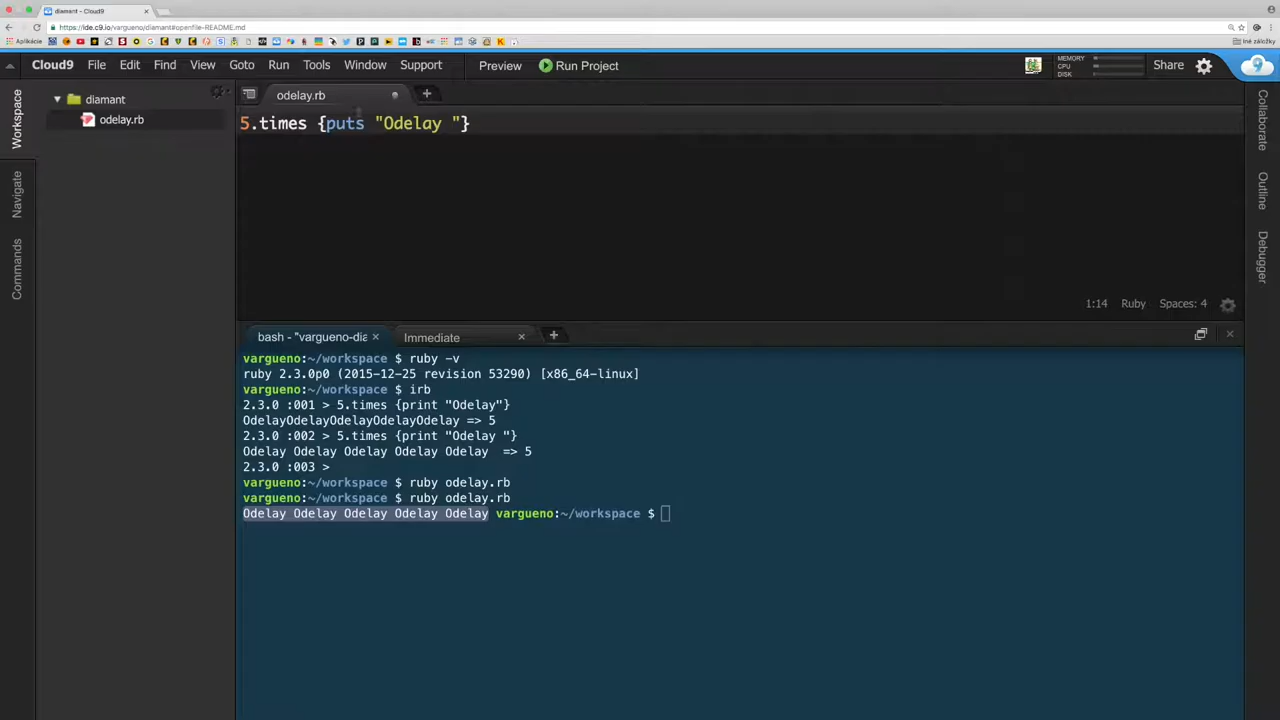 diamant - Cloud9
https://ide.c9.io/vargueno/diamant#openfile-README.md
Aplikácie
Iné záložky
Cloud9 File Edit Find View Goto Run Tools Window Support Preview Run Project
MEMORY
CPU
DISK
Share
Workspace
Navigate
Commands
diamant
odelay.rb
odelay.rb
5.times {puts "Odelay "}
1:14 Ruby Spaces: 4
Collaborate
Outline
Debugger
bash - "vargueno-dia
Immediate
vargueno:~/workspace $ ruby -v
ruby 2.3.0p0 (2015-12-25 revision 53290) [x86_64-linux]
vargueno:~/workspace $ irb
2.3.0 :001 > 5.times {print "Odelay"}
OdelayOdelayOdelayOdelayOdelay => 5
2.3.0 :002 > 5.times {print "Odelay "}
Odelay Odelay Odelay Odelay Odelay  => 5
2.3.0 :003 >
vargueno:~/workspace $ ruby odelay.rb
vargueno:~/workspace $ ruby odelay.rb
Odelay Odelay Odelay Odelay Odelay vargueno:~/workspace $